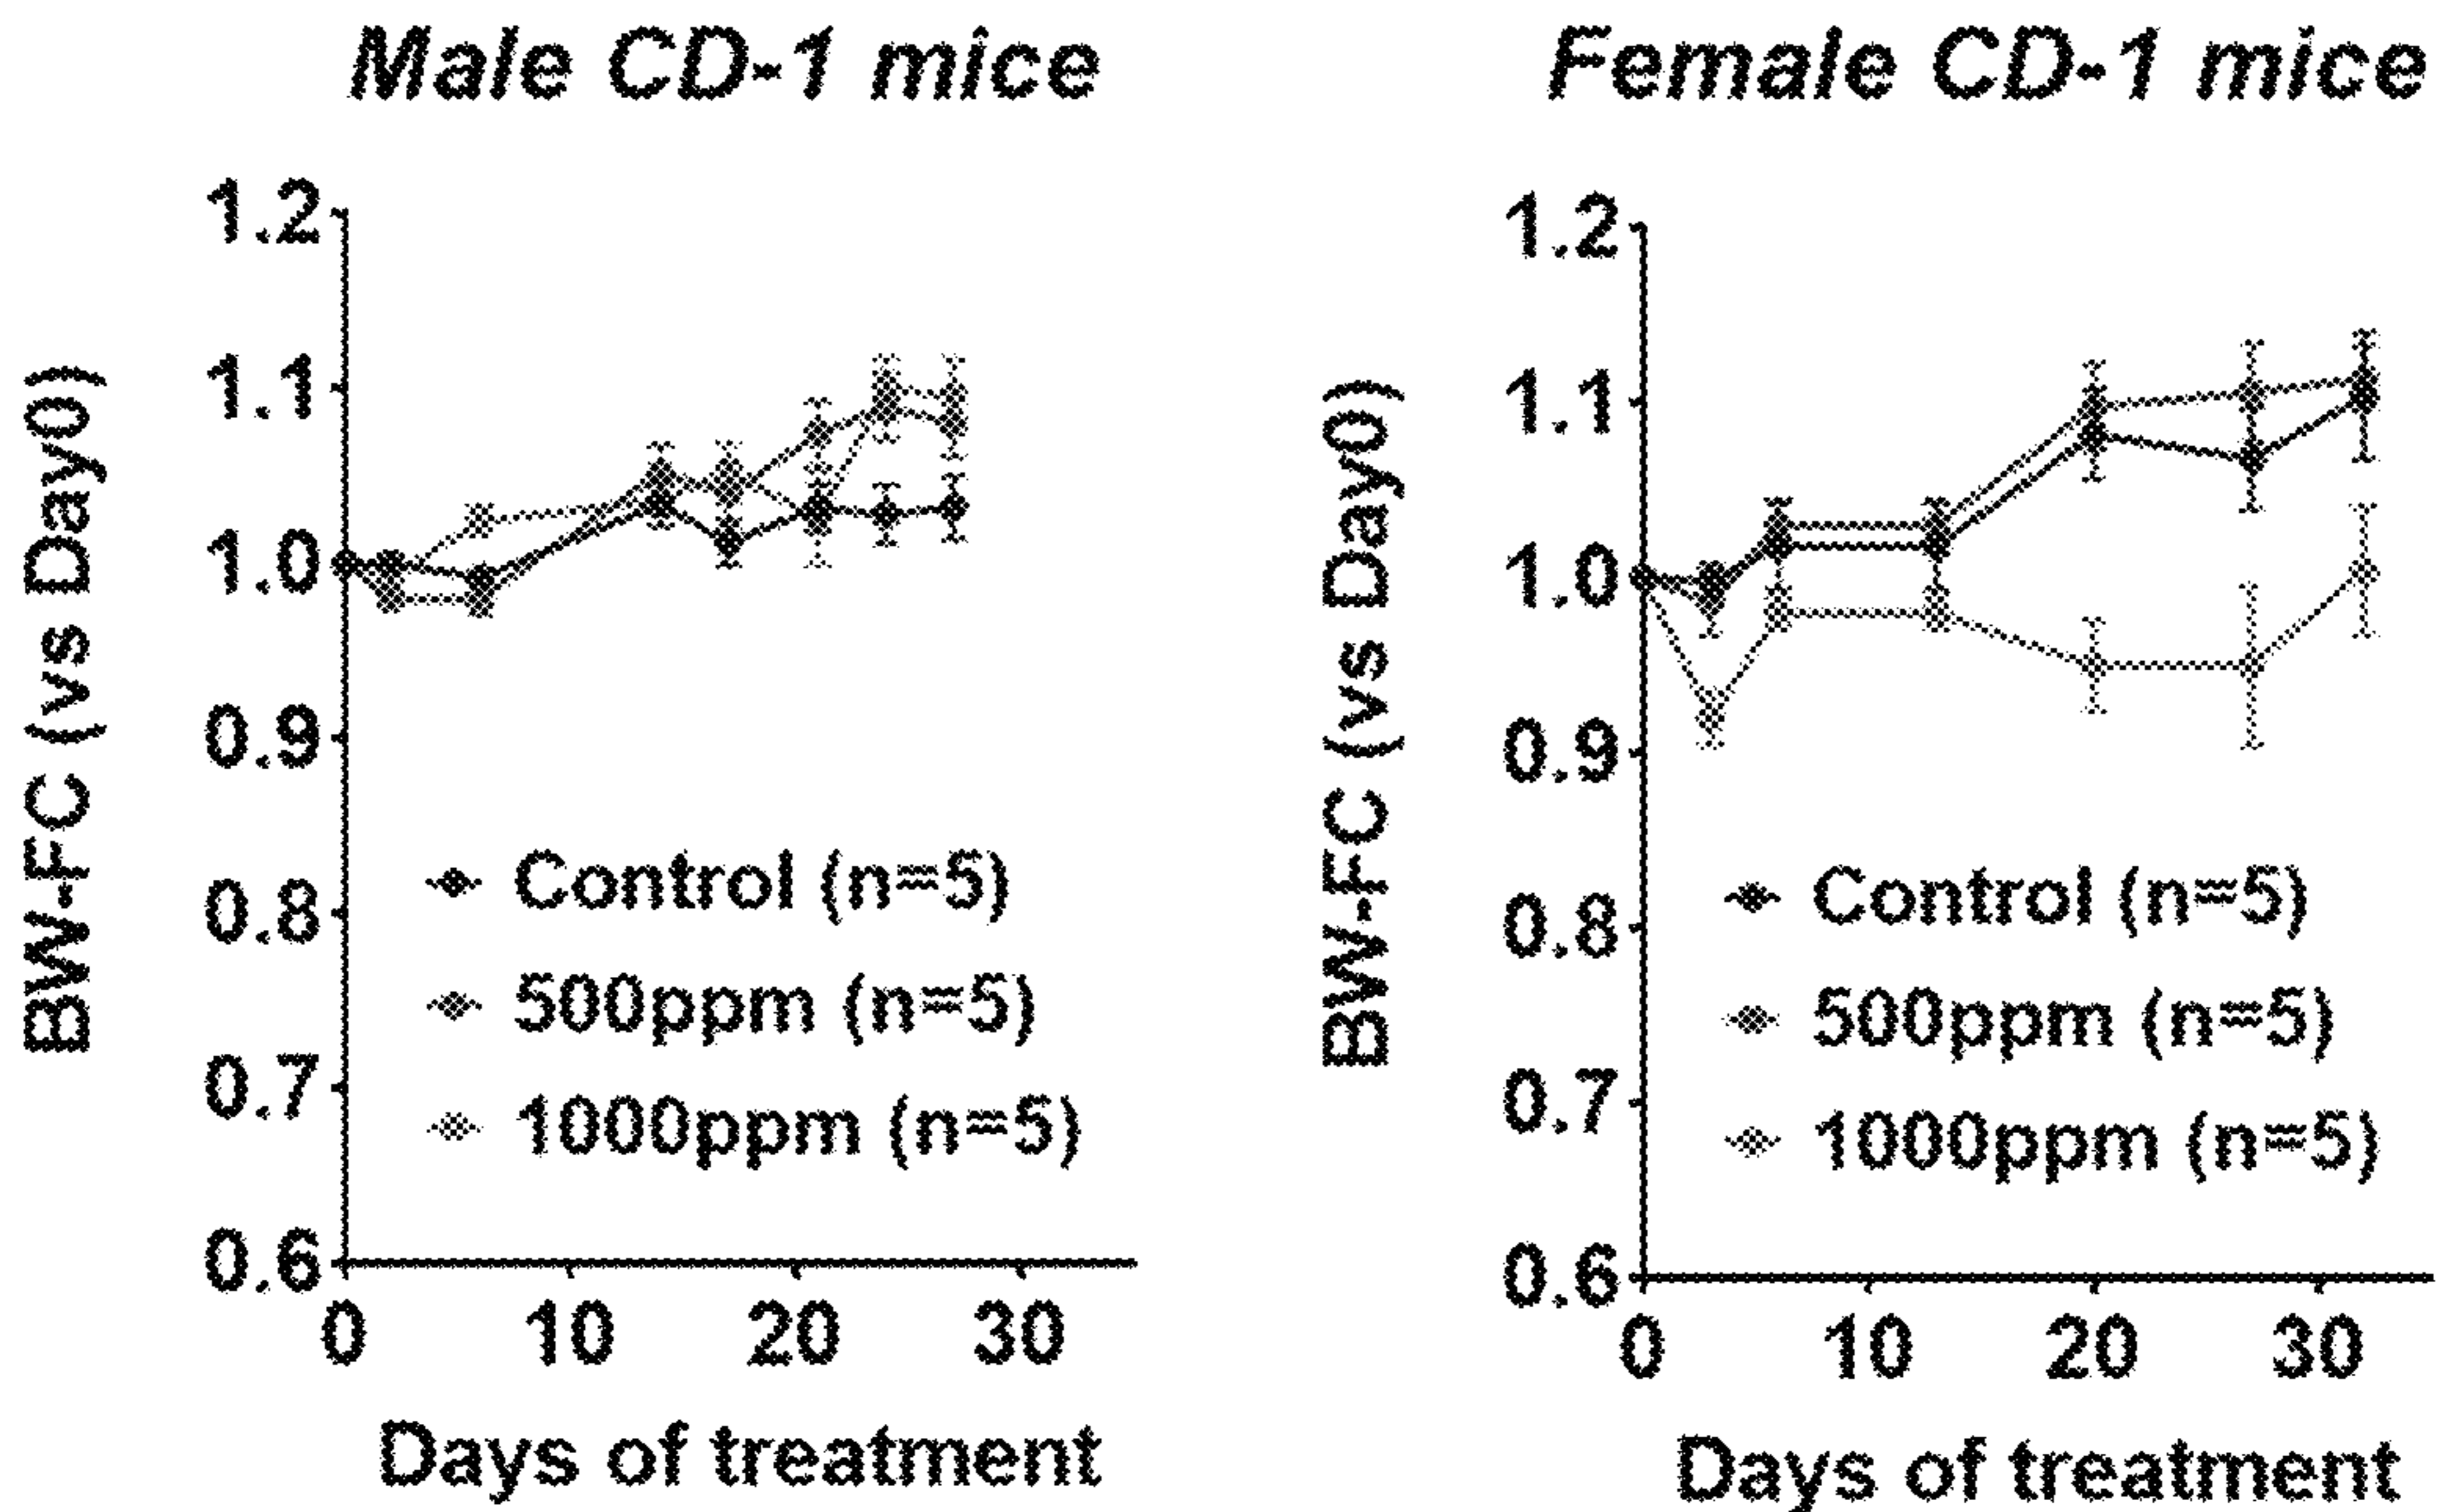 Male CD-1 mice
BW-FC (vs Day0)
1.2
1.1
1.0
0.9
0.8
0.7
0.6
0 10 20 30
Control (n=5)
500ppm (n=5)
1000ppm (n=5)
Days of treatment
Female CD-1 mice
BW-FC (vs Day0)
1.2
1.1
1.0
0.9
0.8
0.7
0.6
0 10 20 30
Control (n=5)
500ppm (n=5)
1000ppm (n=5)
Days of treatment